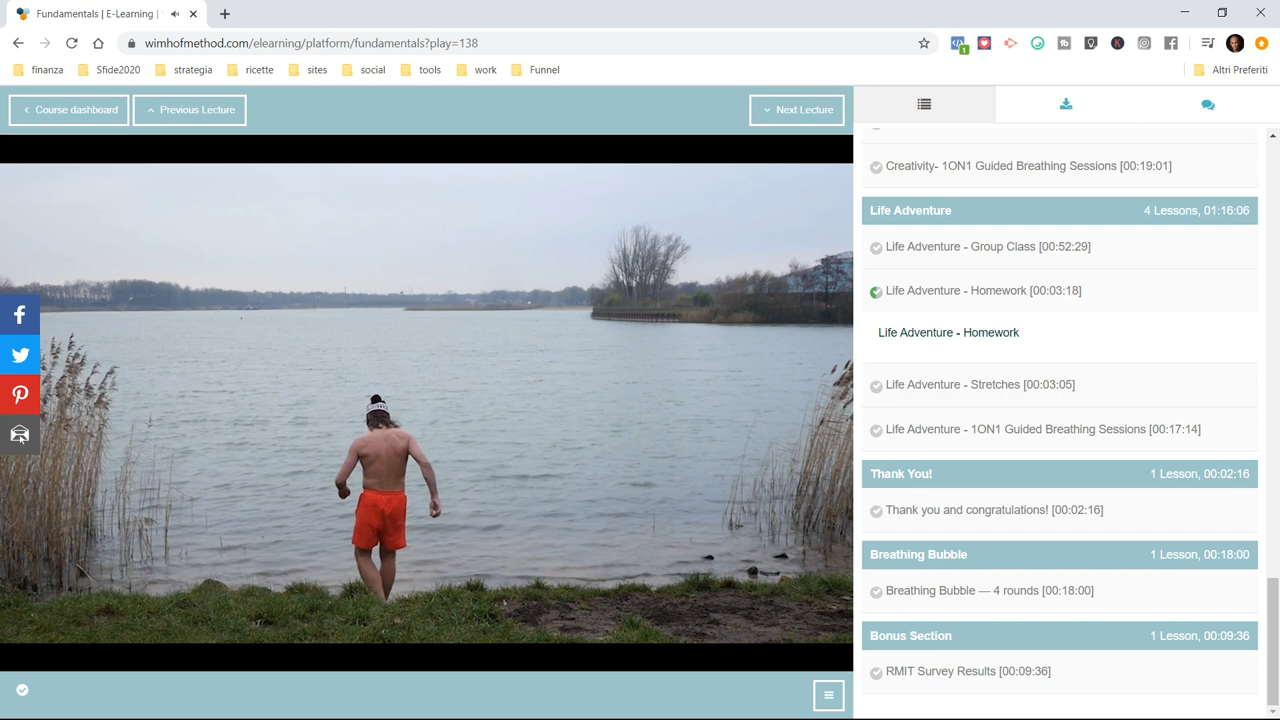 Fundamentals | E-Learning |
wimhofmethod.com/elearning/platform/fundamentals?play=138
finanza
Sfide2020
strategia
ricette
sites
social
tools
work
Funnel
Altri Preferiti
Course dashboard
Previous Lecture
Next Lecture
Creativity- 1ON1 Guided Breathing Sessions [00:19:01]
Life Adventure 4 Lessons, 01:16:06
Life Adventure - Group Class [00:52:29]
Life Adventure - Homework [00:03:18]
Life Adventure - Homework
Life Adventure - Stretches [00:03:05]
Life Adventure - 1ON1 Guided Breathing Sessions [00:17:14]
Thank You! 1 Lesson, 00:02:16
Thank you and congratulations! [00:02:16]
Breathing Bubble 1 Lesson, 00:18:00
Breathing Bubble — 4 rounds [00:18:00]
Bonus Section 1 Lesson, 00:09:36
RMIT Survey Results [00:09:36]